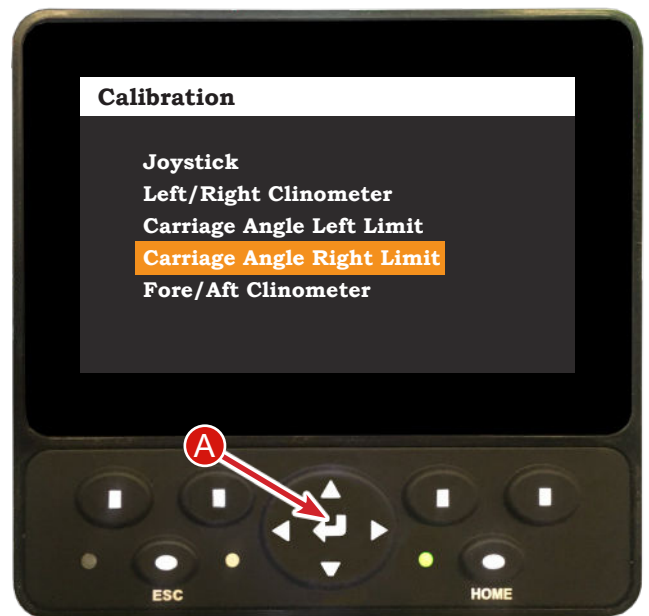 Calibration
Joystick
Left/Right Clinometer
Carriage Angle Left Limit
Carriage Angle Right Limit
Fore/Aft Clinometer
A
ESC
HOME